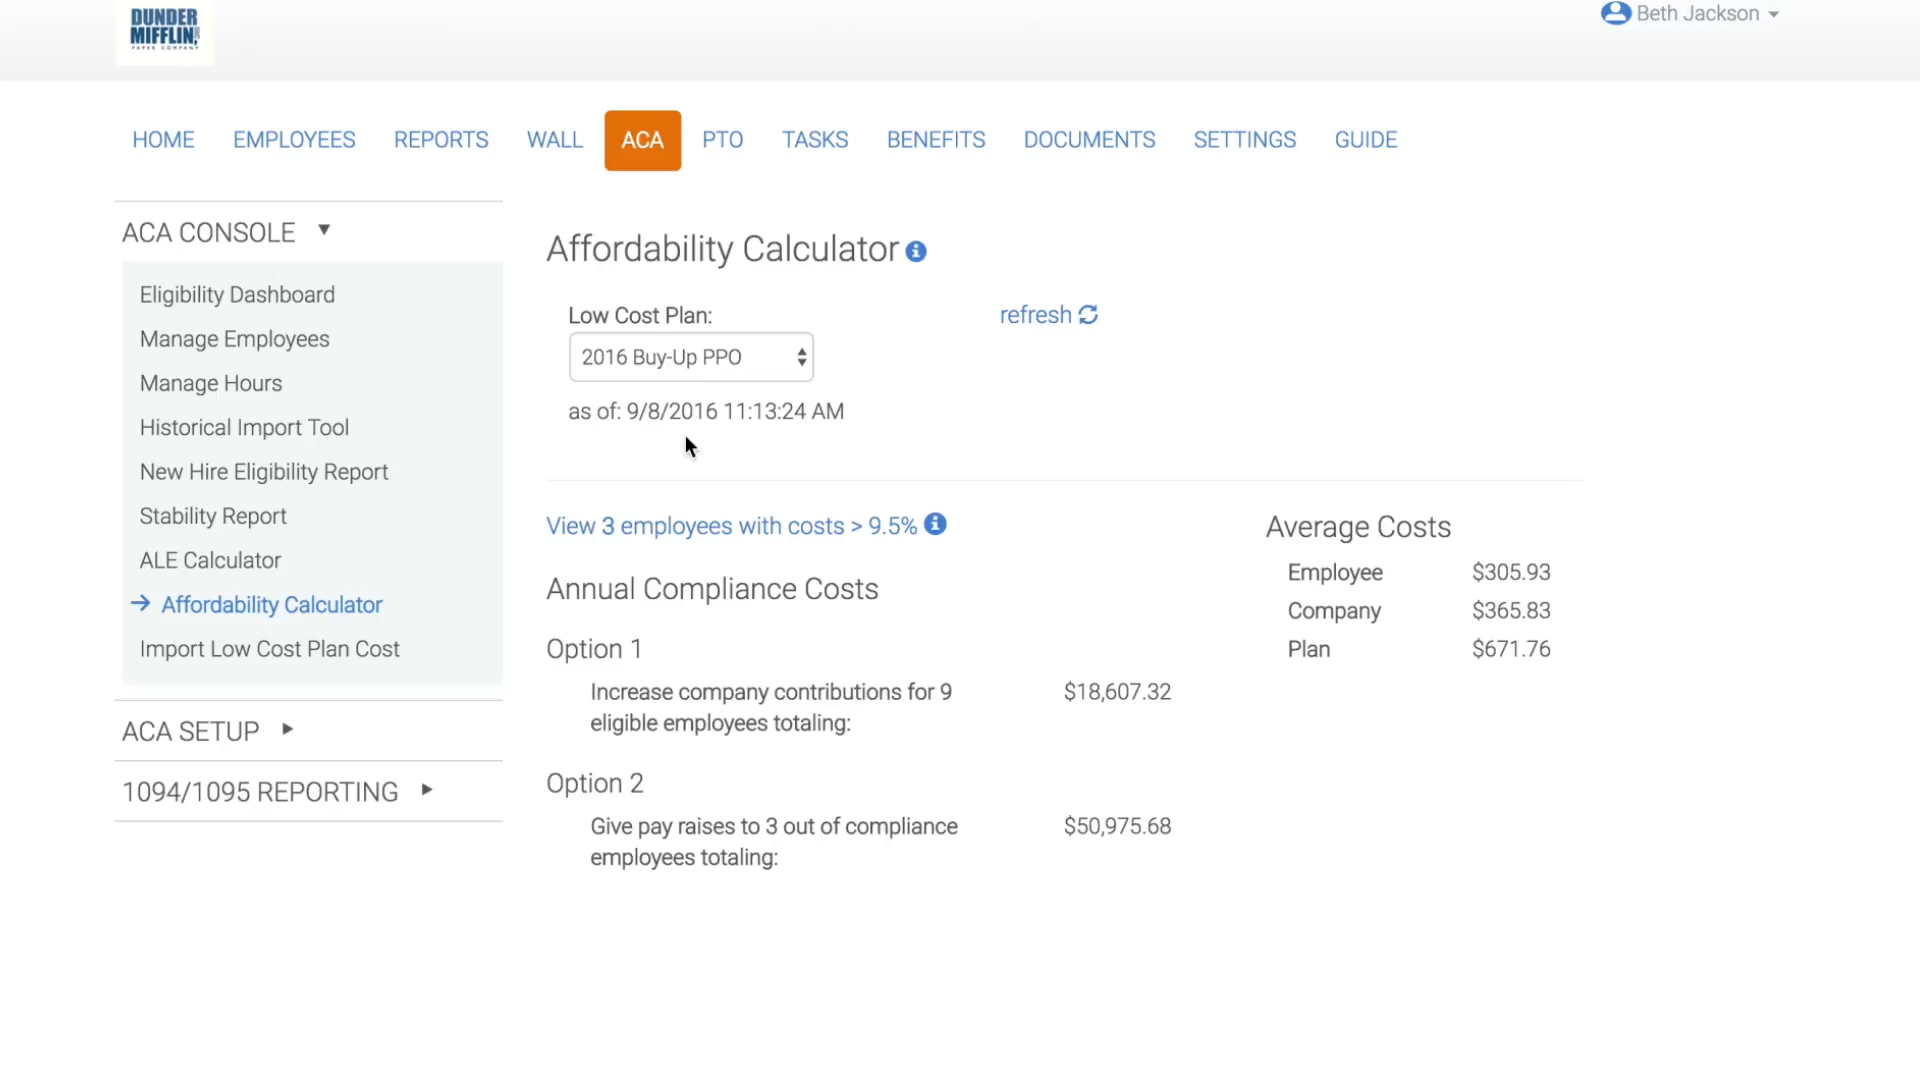 DUNDER
MIFFLIN,
PAPER COMPANY
Beth Jackson
HOME EMPLOYEES REPORTS WALL ACA PTO TASKS BENEFITS DOCUMENTS SETTINGS GUIDE
ACA CONSOLE
Eligibility Dashboard
Manage Employees
Manage Hours
Historical Import Tool
New Hire Eligibility Report
Stability Report
ALE Calculator
Affordability Calculator
Import Low Cost Plan Cost
ACA SETUP
1094/1095 REPORTING
Affordability Calculator
Low Cost Plan:
refresh
2016 Buy-Up PPO
as of: 9/8/2016 11:13:24 AM
View 3 employees with costs > 9.5%
Annual Compliance Costs
Option 1
Increase company contributions for 9 $18,607.32
eligible employees totaling:
Option 2
Give pay raises to 3 out of compliance $50,975.68
employees totaling:
Average Costs
Employee $305.93
Company $365.83
Plan $671.76